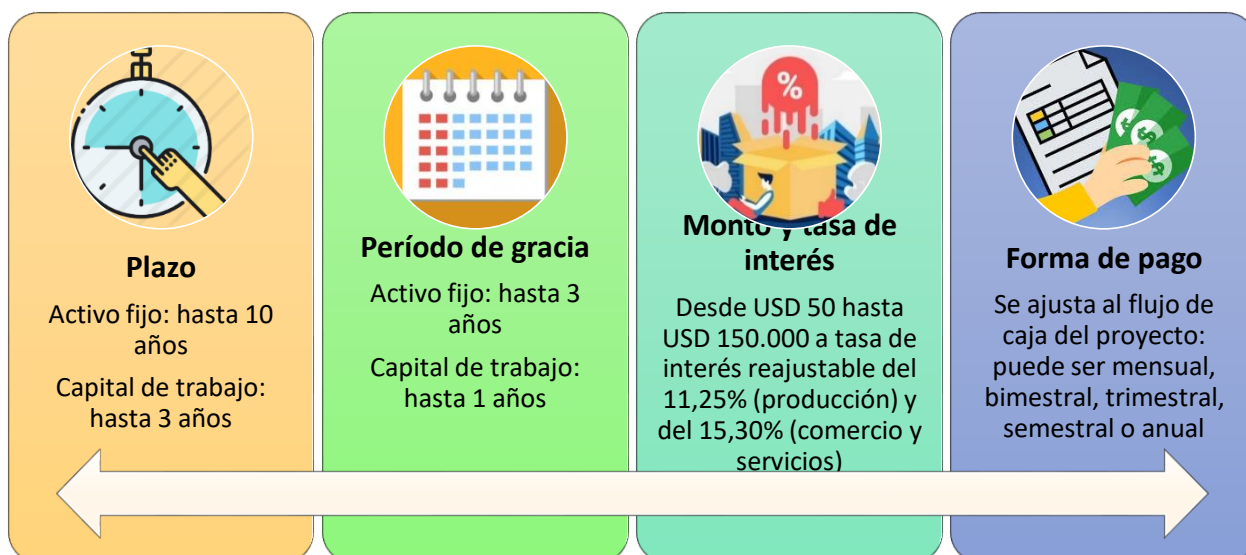 Plazo
Activo fijo: hasta 10
años
Capital de trabajo:
hasta 3 años
Período de gracia
Activo fijo: hasta 3
años
Capital de trabajo:
hasta 1 años
%
Monto y tasa de
interés
Desde USD 50 hasta
USD 150.000 a tasa de
interés reajustable del
11,25% (producción) y
del 15,30% (comercio y
servicios)
$
$
$
Forma de pago
Se ajusta al flujo de
caja del proyecto:
puede ser mensual,
bimestral, trimestral,
semestral o anual